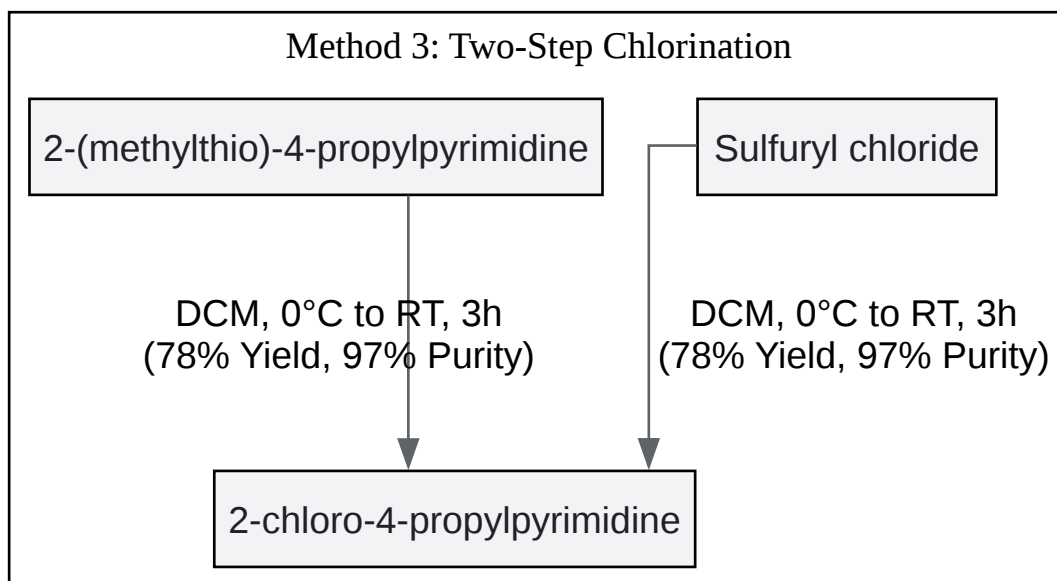 Method 3: Two-Step Chlorination
2-(methylthio)-4-propylpyrimidine
Sulfuryl chloride
DCM, 0°C to RT, 3h
(78% Yield, 97% Purity)
DCM, 0°C to RT, 3h
(78% Yield, 97% Purity)
2-chloro-4-propylpyrimidine